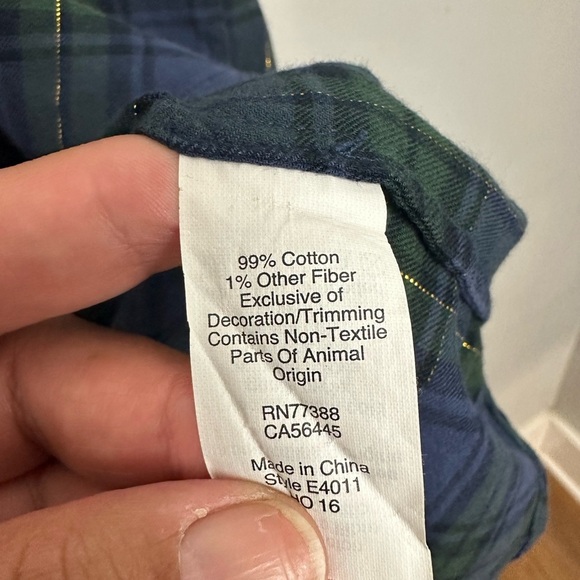 99% Cotton
1% Other Fiber
Exclusive of
Decoration/Trimming
Contains Non-Textile
Parts Of Animal
Origin
RN77388
CA56445
Made in China
Style E4011
16